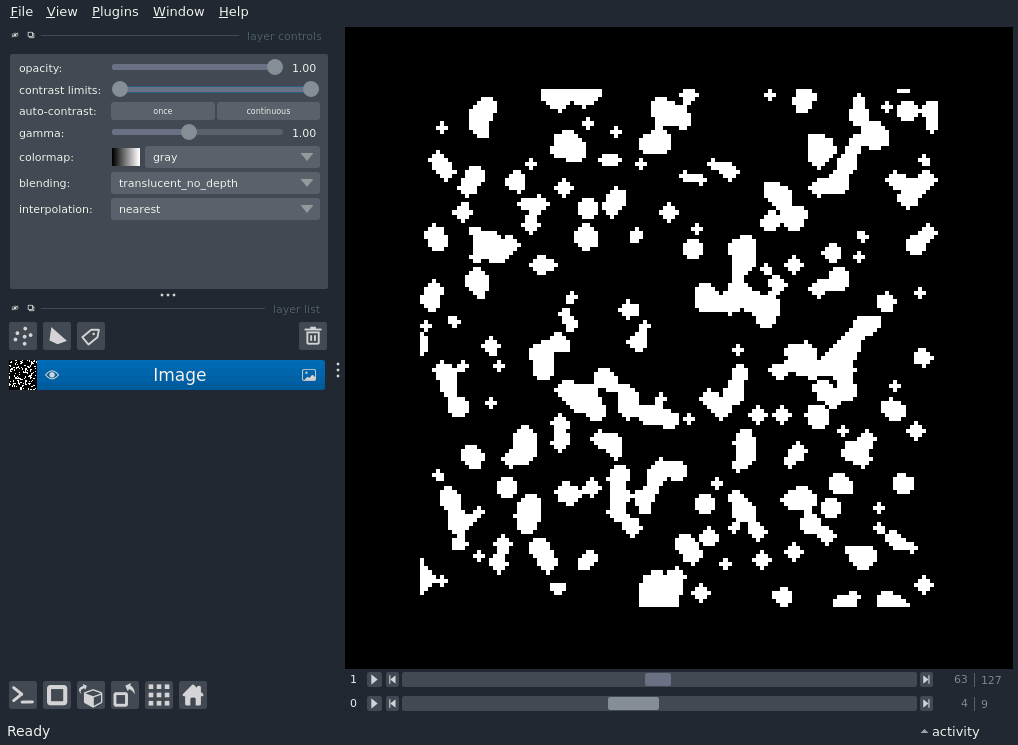 File View Plugins Window Help
layer controls
opacity: 1.00
contrast limits:
auto-contrast: once continuous
gamma: 1.00
colormap: gray
blending: translucent_no_depth
interpolation: nearest
layer list
Image
1 63 127
0 4 9
Ready activity